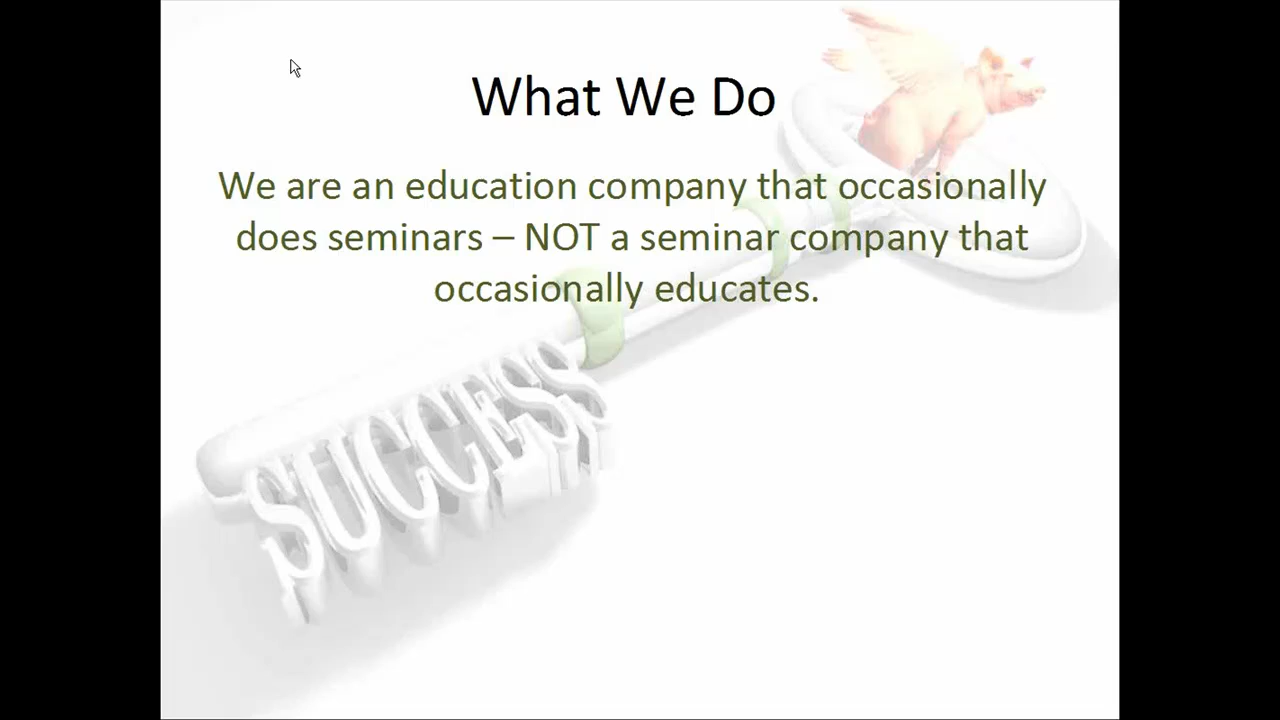 What We Do
We are an education company that occasionally
does seminars – NOT a seminar company that
occasionally educates.
SUCCESS